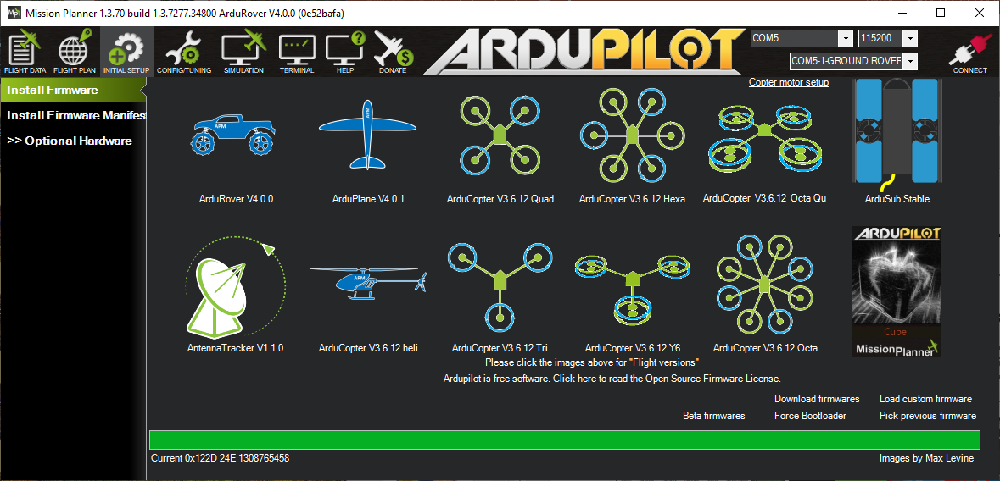 Mp Mission Planner 1.3.70 build 1.3.7277.34800 ArduRover V4.0.0 (0e52bafa)
FLIGHT DATA FLIGHT PLAN INITIAL SETUP CONFIG/TUNING SIMULATION TERMINAL HELP DONATE
ARDUPILOT
COM5 115200
COM5-1-GROUND ROVEF
CONNECT
Install Firmware
Install Firmware Manifes
>> Optional Hardware
Copter motor setup
APM APM
ArduRover V4.0.0 ArduPlane V4.0.1 ArduCopter V3.6.12 Quad ArduCopter V3.6.12 Hexa ArduCopter V3.6.12 Octa Qu ArduSub Stable
ARDUPILOT
APM
Cube
MissionPlanner
AntennaTracker V1.1.0 ArduCopter V3.6.12 heli ArduCopter V3.6.12 Tri ArduCopter V3.6.12 Y6 ArduCopter V3.6.12 Octa
Please click the images above for "Flight versions"
Ardupilot is free software. Click here to read the Open Source Firmware License.
Download firmwares Load custom firmware
Beta firmwares Force Bootloader Pick previous firmware
Current 0x122D 24E 1308765458 Images by Max Levine